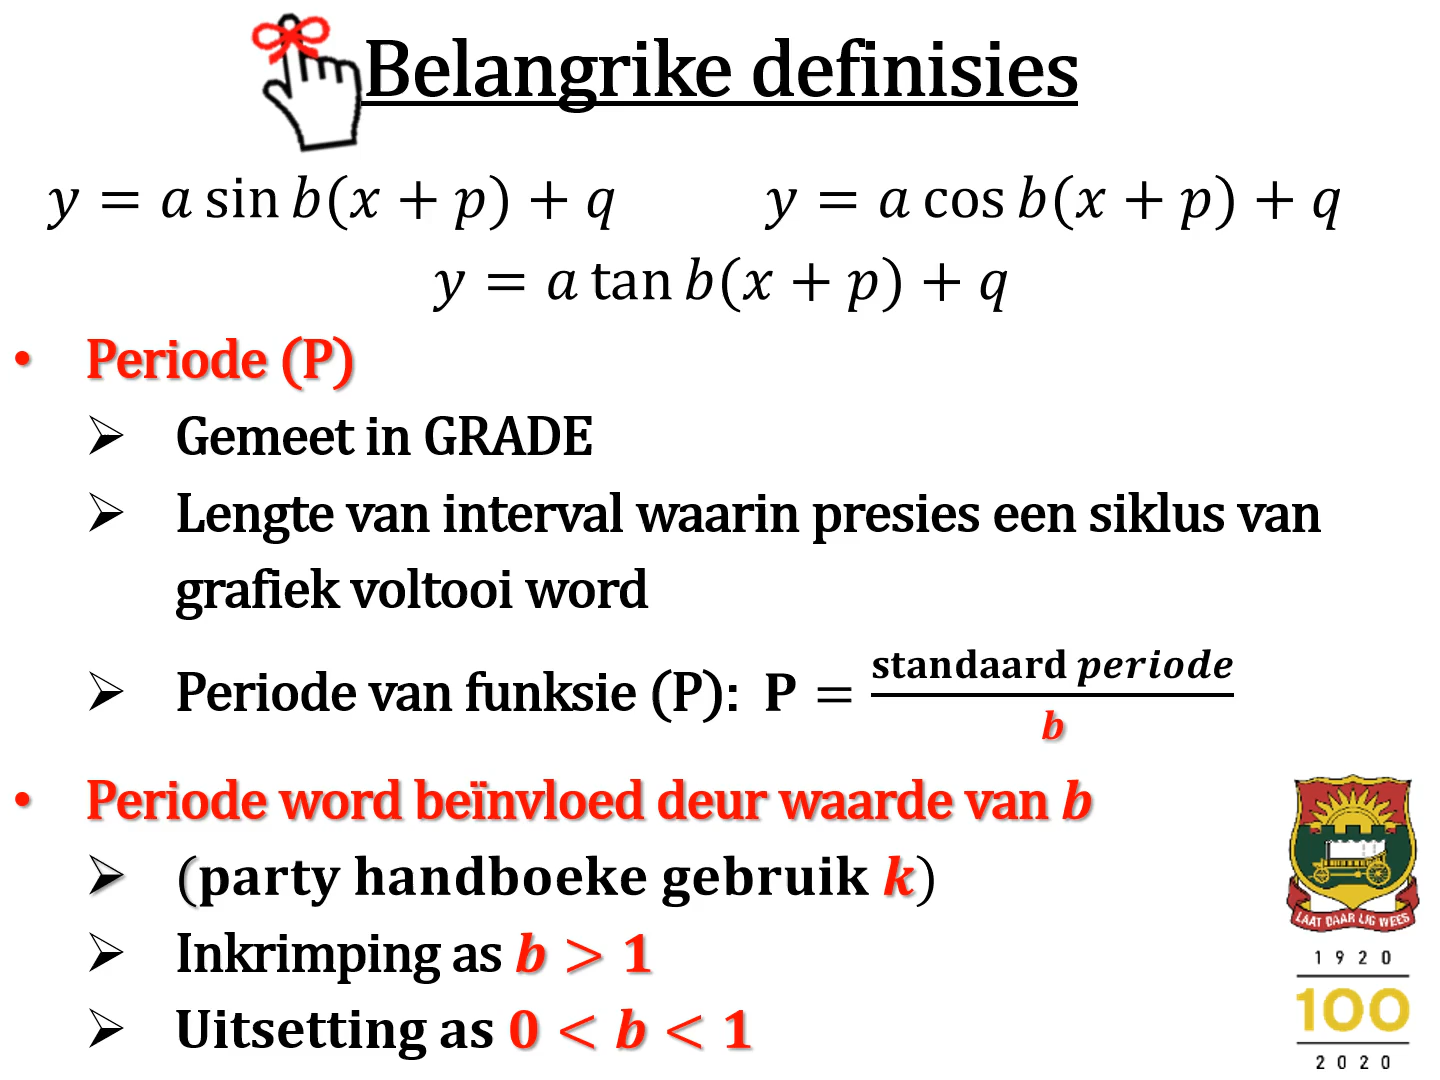 Belangrike definisies
y = a sin b(x + p) + q y = a cos b(x + p) + q
y = a tan b(x + p) + q
• Periode (P)
➢ Gemeet in GRADE
➢ Lengte van interval waarin presies een siklus van
grafiek voltooi word
➢ Periode van funksie (P): P = standaard periode / b
• Periode word beïnvloed deur waarde van b
➢ (party handboeke gebruik k)
➢ Inkrimping as b > 1
➢ Uitsetting as 0 < b < 1
LAAT DAAR LIG WEES
1920
100
2020